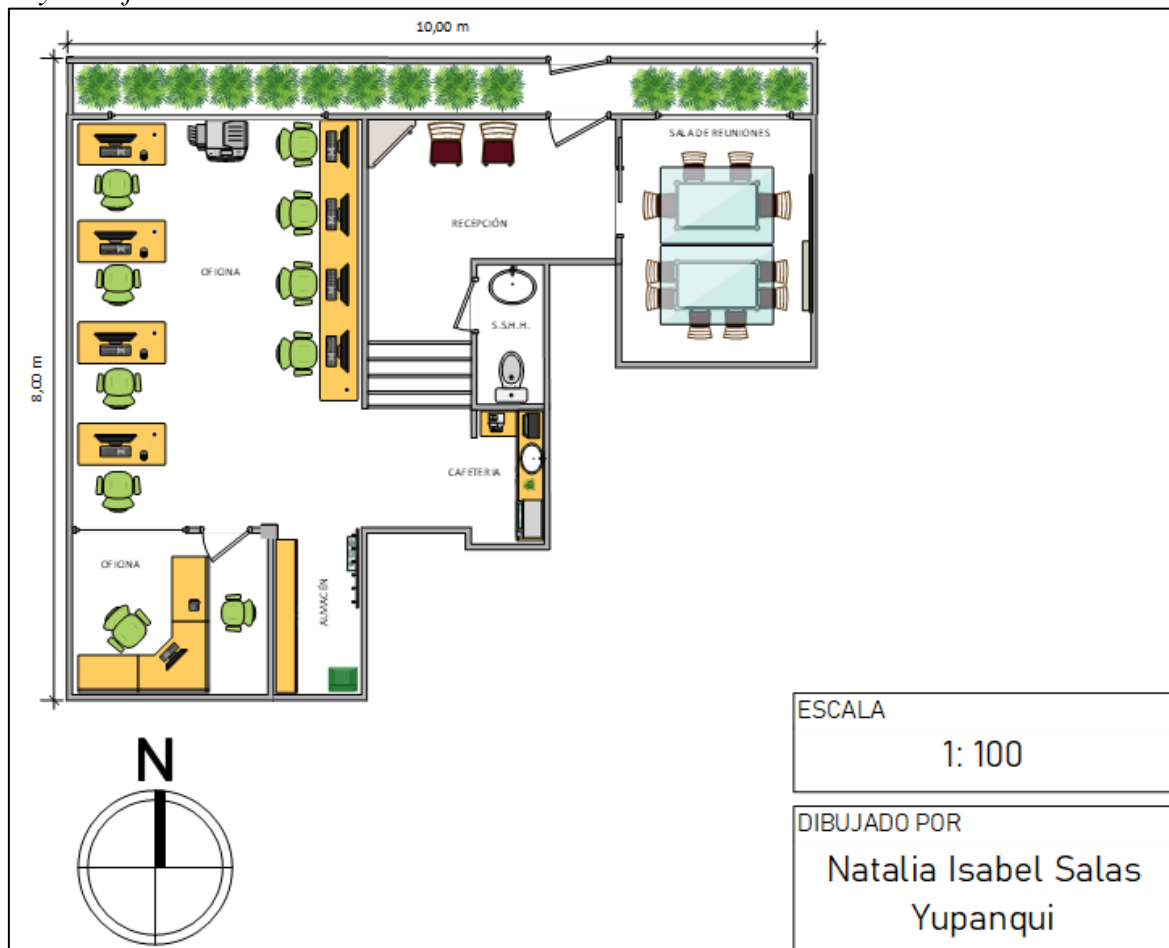 10,00 m
SALA DE REUNIONES
RECEPCIÓN
OFICINA
8,00 m
S.S.H.H.
CAFETERIA
OFICINA
ALMACÉN
ESCALA
1: 100
N
DIBUJADO POR
Natalia Isabel Salas
Yupanqui